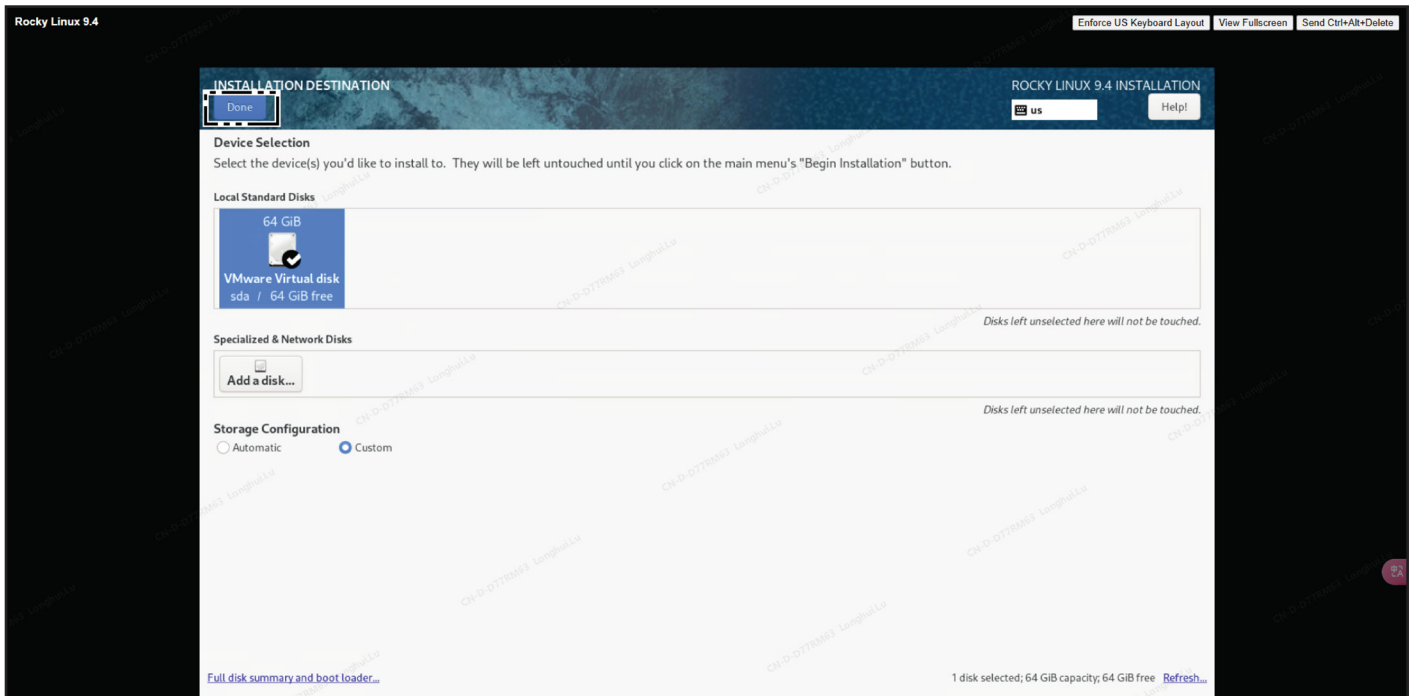 Rocky Linux 9.4
Enforce US Keyboard Layout View Fullscreen Send Ctrl+Alt+Delete
INSTALLATION DESTINATION
ROCKY LINUX 9.4 INSTALLATION
Done
us
Help!
Device Selection
Select the device(s) you'd like to install to. They will be left untouched until you click on the main menu's "Begin Installation" button.
Local Standard Disks
64 GiB
VMware Virtual disk
sda / 64 GiB free
Disks left unselected here will not be touched.
Specialized & Network Disks
Add a disk...
Disks left unselected here will not be touched.
Storage Configuration
Automatic Custom
Full disk summary and boot loader...
1 disk selected; 64 GiB capacity; 64 GiB free Refresh...
CN-D-D77RM63 LonghuiLu